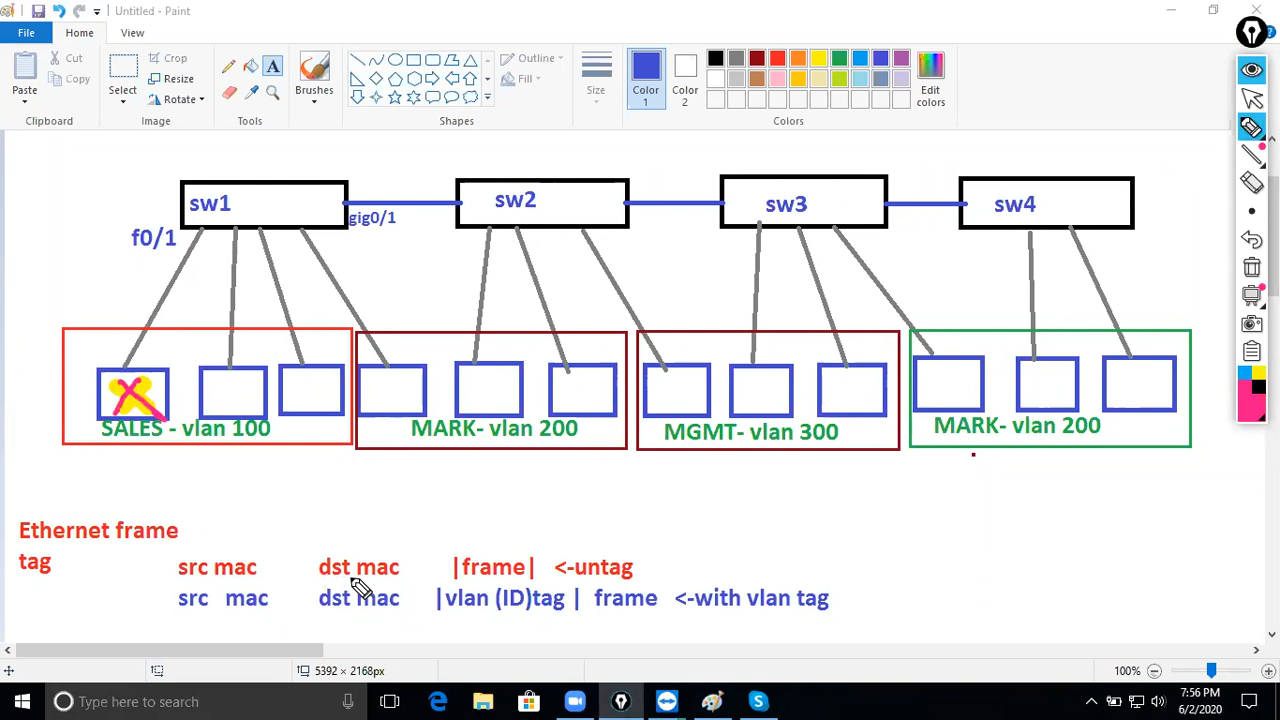 Untitled - Paint
File Home View
Paste
Cut
Copy
Clipboard
Select
Crop
Resize
Rotate
Image
A
Tools
Brushes
Outline
Fill
Shapes
Size
Color 1
Color 2
Edit colors
Colors
sw1
sw2
sw3
sw4
gig0/1
f0/1
SALES - vlan 100
MARK- vlan 200
MGMT- vlan 300
MARK- vlan 200
Ethernet frame
tag
src mac dst mac |frame| <-untag
src mac dst mac |vlan (ID)tag | frame <-with vlan tag
5392 × 2168px
100%
Type here to search
7:56 PM
6/2/2020